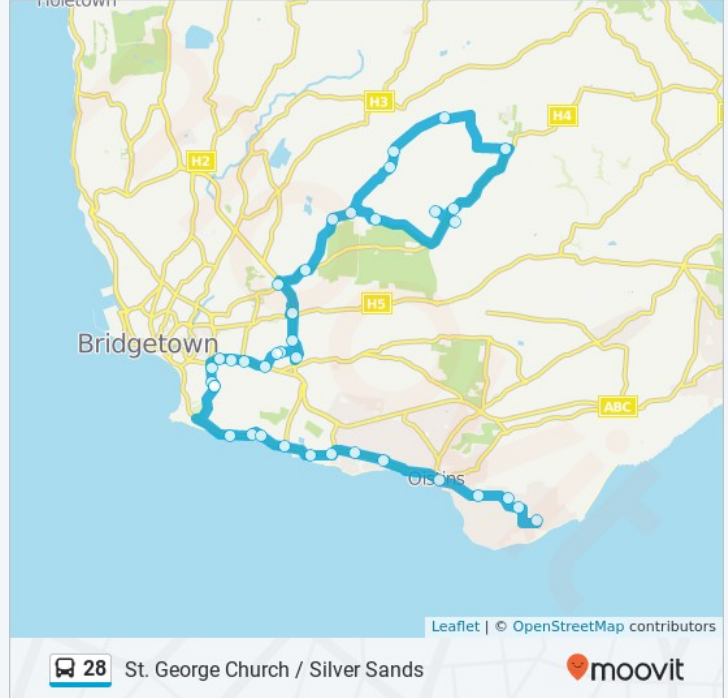 Holetown
H3
H4
H2
H5
Bridgetown
ABC
Oistins
Leaflet | © OpenStreetMap contributors
28 St. George Church / Silver Sands
moovit